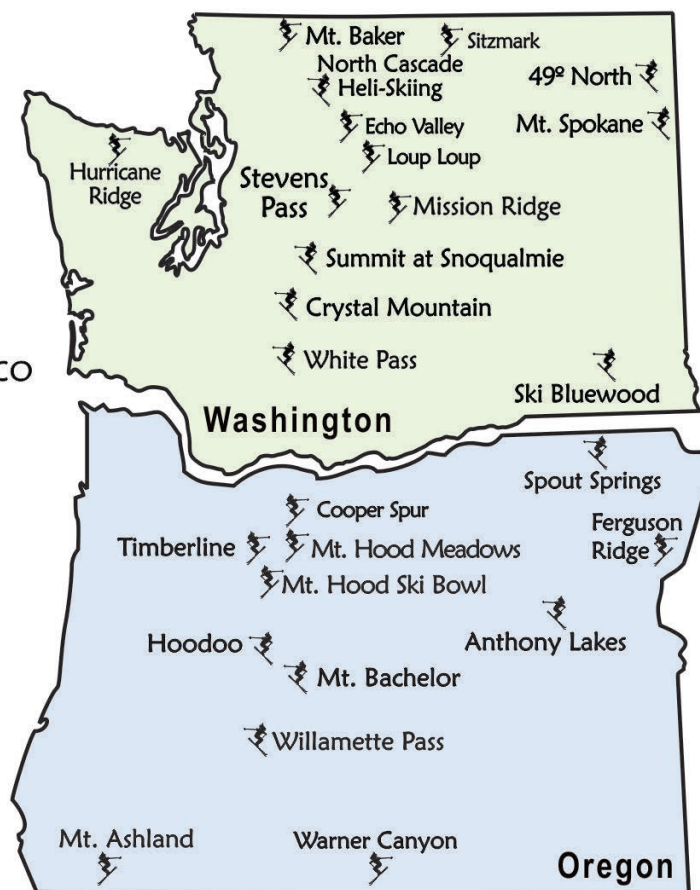 Mt. Baker
Sitzmark
North Cascade
Heli-Skiing
49º North
Echo Valley
Mt. Spokane
Loup Loup
Hurricane
Ridge
Stevens
Pass
Mission Ridge
Summit at Snoqualmie
Crystal Mountain
White Pass
CO
Ski Bluewood
Washington
Spout Springs
Cooper Spur
Ferguson
Ridge
Timberline
Mt. Hood Meadows
Mt. Hood Ski Bowl
Anthony Lakes
Hoodoo
Mt. Bachelor
Willamette Pass
Mt. Ashland
Warner Canyon
Oregon